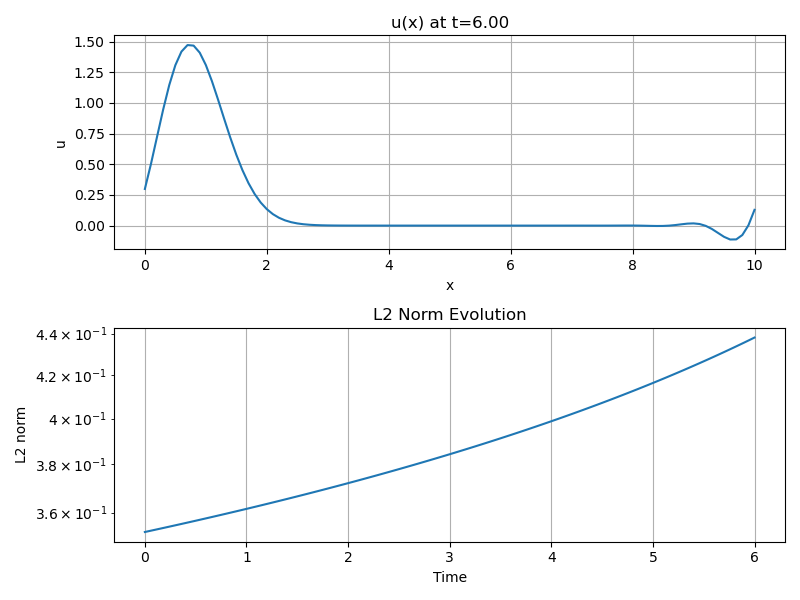 u(x) at t=6.00
1.50
1.25
1.00
0.75
0.50
0.25
0.00
u
0 2 4 6 8 10
x
L2 Norm Evolution
4.4 × 10⁻¹
4.2 × 10⁻¹
4 × 10⁻¹
3.8 × 10⁻¹
3.6 × 10⁻¹
L2 norm
0 1 2 3 4 5 6
Time